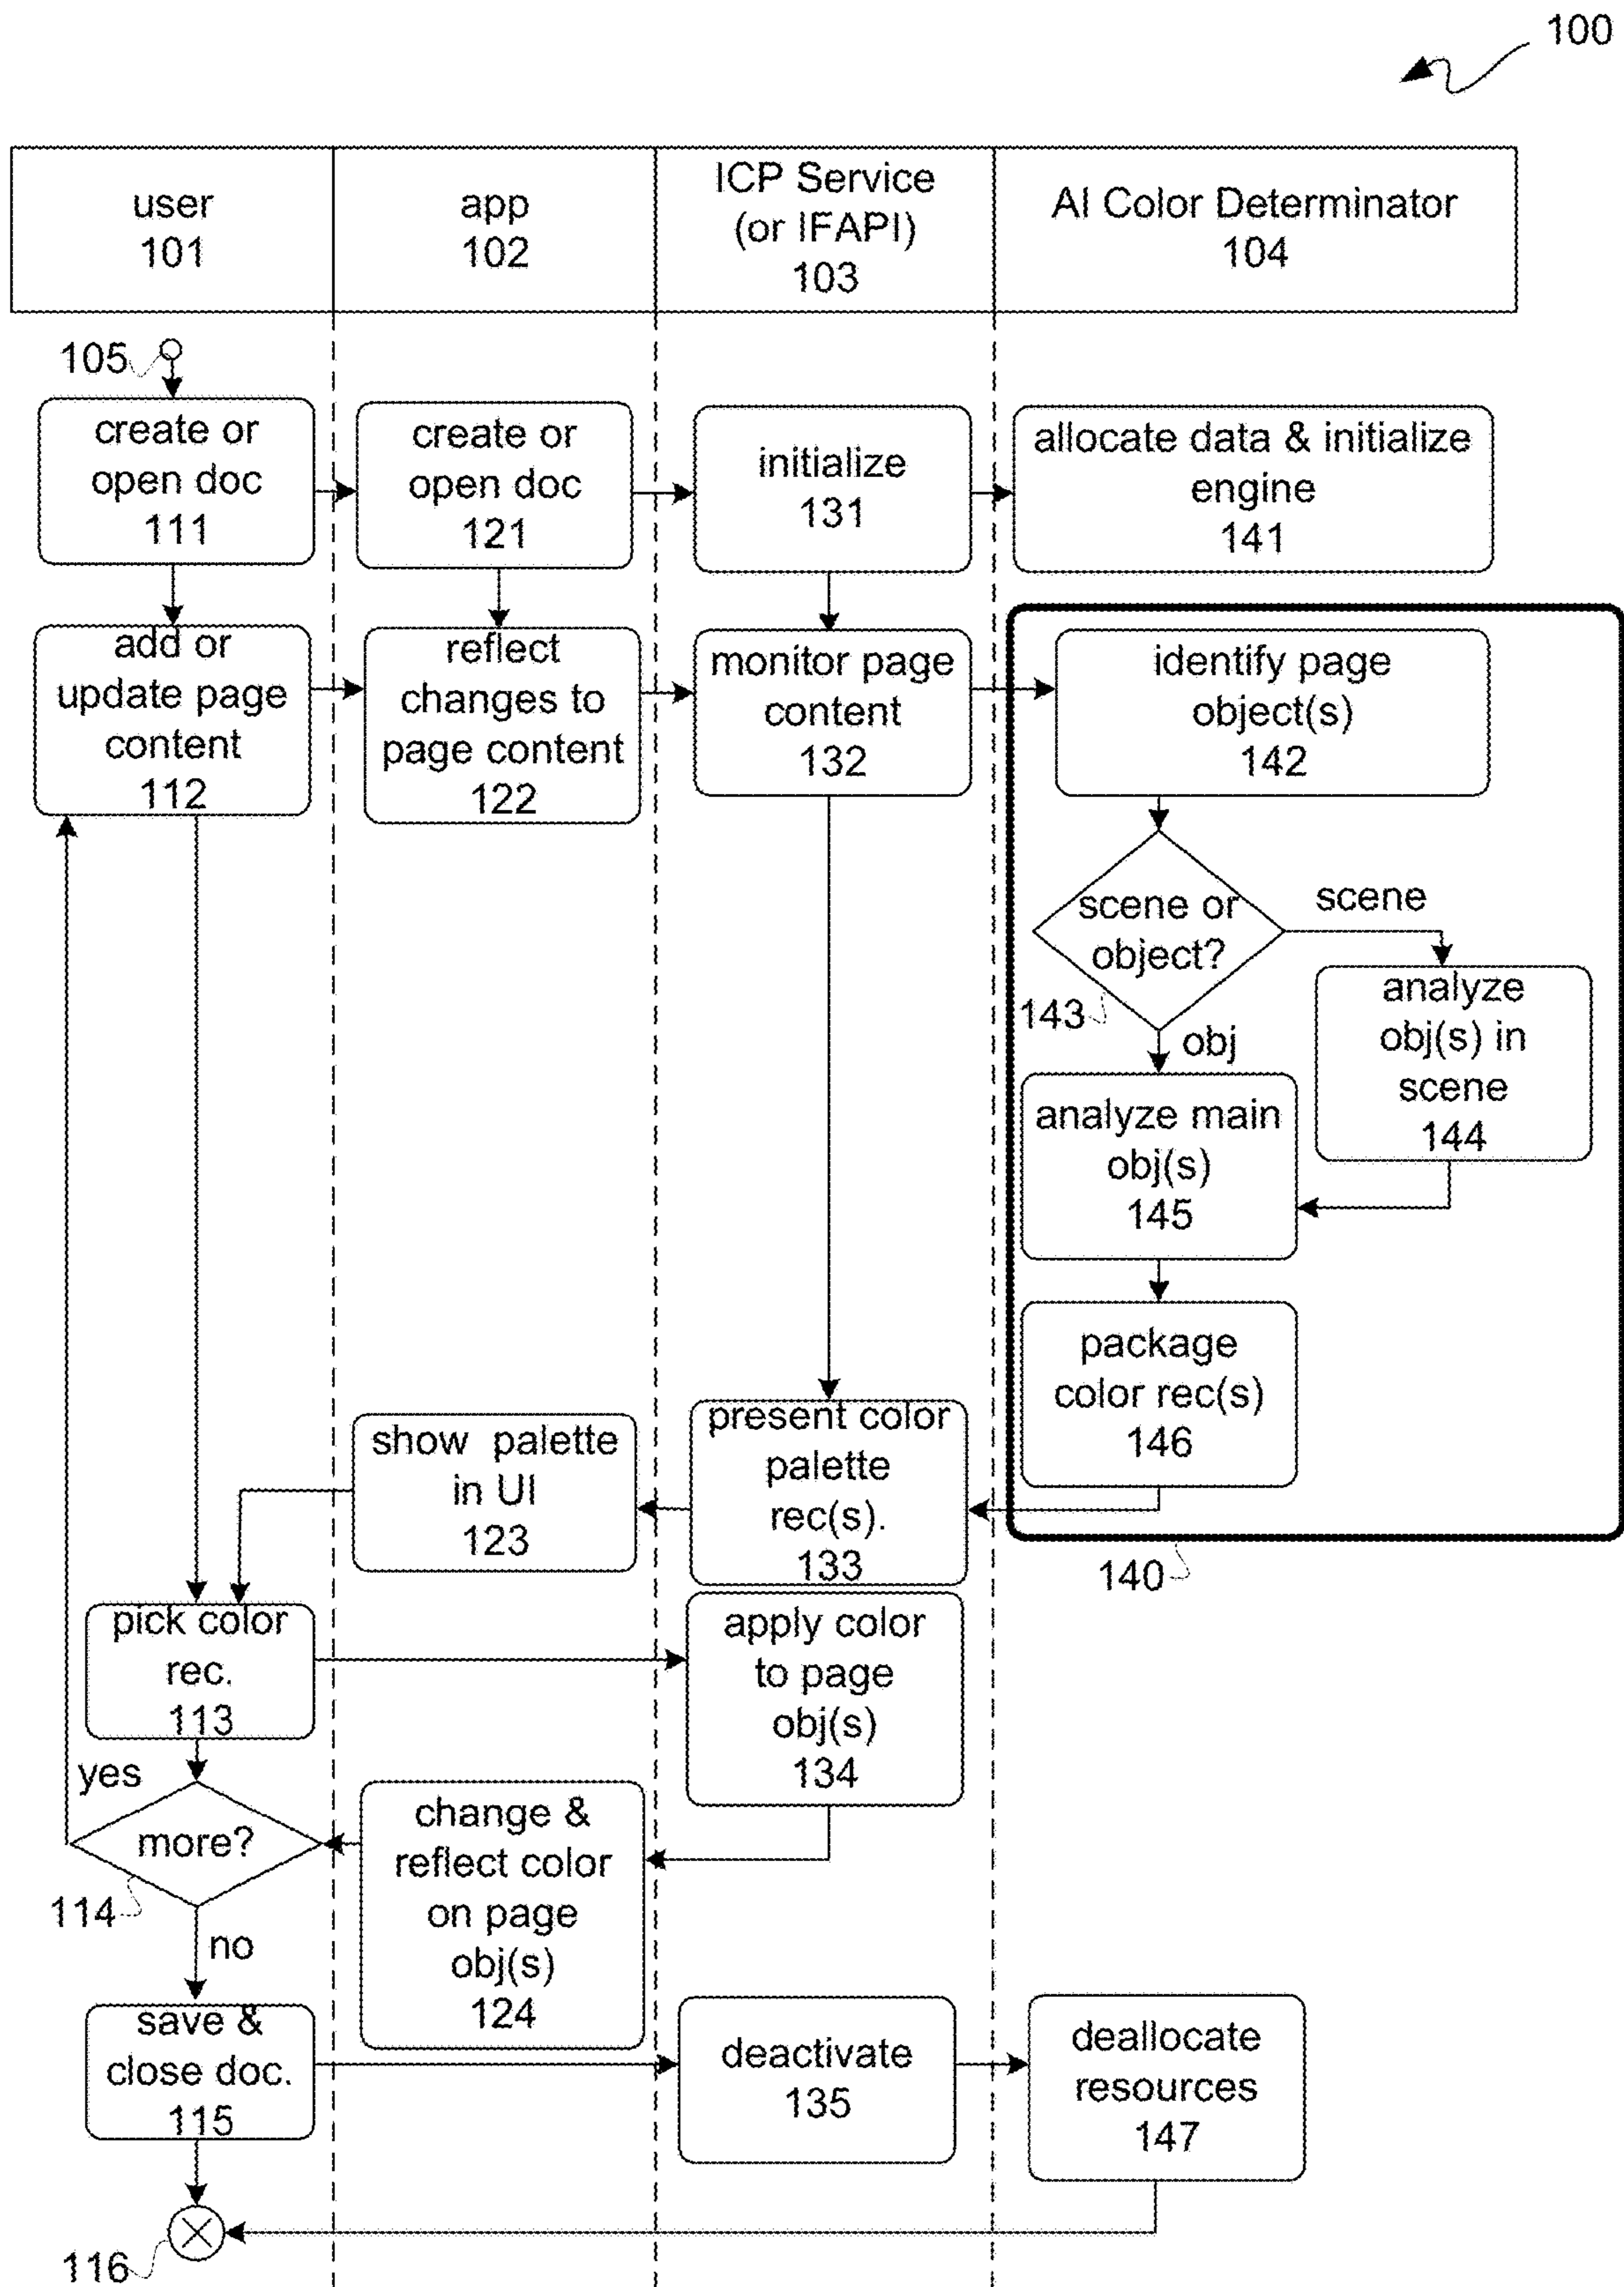 100
user
101
app
102
ICP Service
(or IFAPI)
103
AI Color Determinator
104
105
create or
open doc
111
create or
open doc
121
initialize
131
allocate data & initialize
engine
141
add or
update page
content
112
reflect
changes to
page content
122
monitor page
content
132
identify page
object(s)
142
scene or
object?
143
scene
obj
analyze
obj(s) in
scene
144
analyze main
obj(s)
145
package
color rec(s)
146
140
present color
palette
rec(s).
133
show palette
in UI
123
pick color
rec.
113
apply color
to page
obj(s)
134
yes
more?
114
no
change &
reflect color
on page
obj(s)
124
save &
close doc.
115
deactivate
135
deallocate
resources
147
116